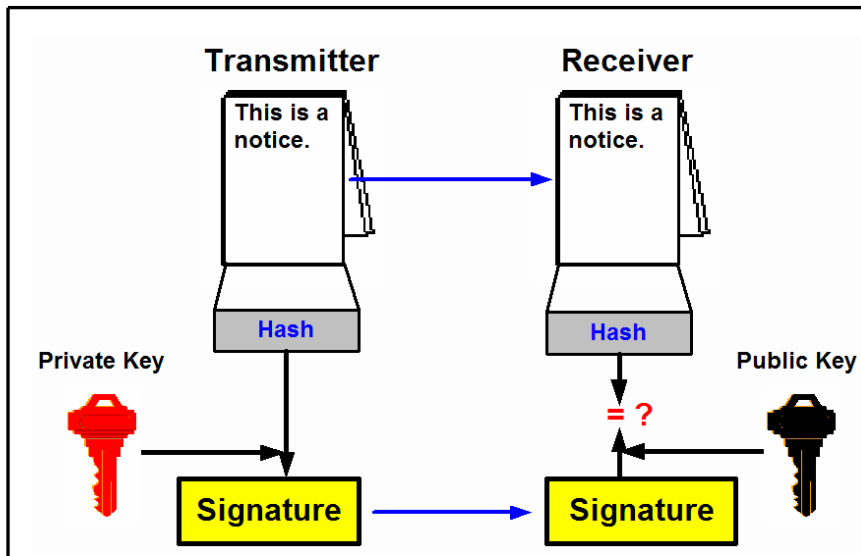 Transmitter
Receiver
This is a
notice.
This is a
notice.
Hash
Hash
Private Key
Public Key
= ?
Signature
Signature